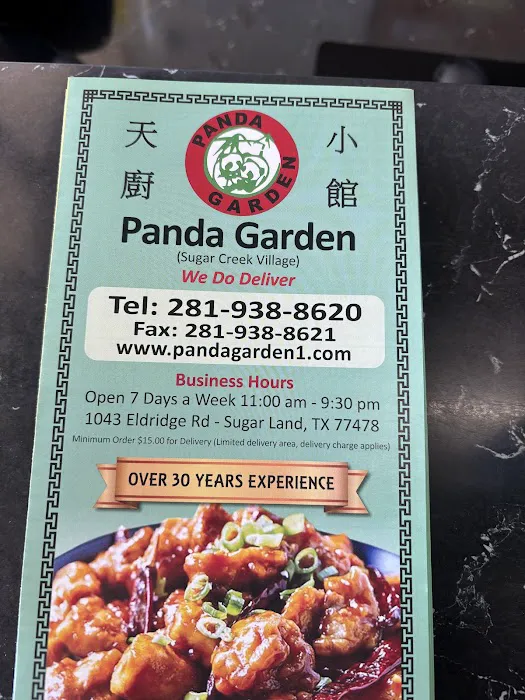 天廚
小館
PANDA GARDEN
Panda Garden
(Sugar Creek Village)
We Do Deliver
Tel: 281-938-8620
Fax: 281-938-8621
www.pandagarden1.com
Business Hours
Open 7 Days a Week 11:00 am - 9:30 pm
1043 Eldridge Rd - Sugar Land, TX 77478
Minimum Order $15.00 for Delivery (Limited delivery area, delivery charge applies)
OVER 30 YEARS EXPERIENCE